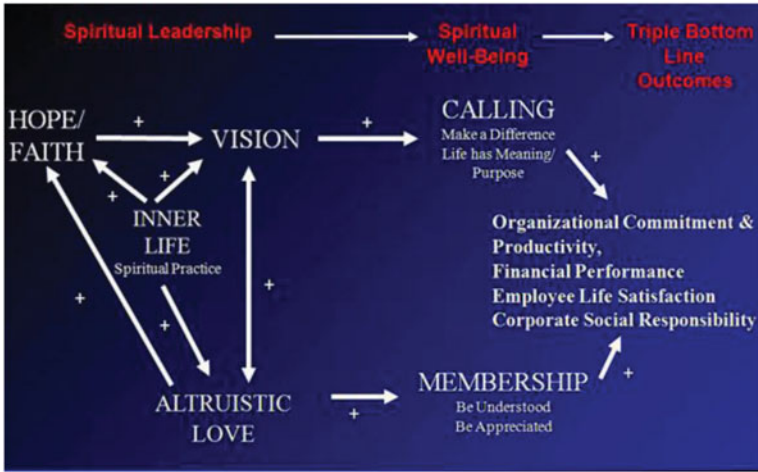 Spiritual Leadership
Spiritual
Well-Being
Triple Bottom
Line
Outcomes
HOPE/
FAITH
+
VISION
+
CALLING
Make a Difference
Life has Meaning/
Purpose
+
+
+
INNER
LIFE
Spiritual Practice
Organizational Commitment &
Productivity,
Financial Performance
Employee Life Satisfaction
Corporate Social Responsibility
+
+
+
ALTRUISTIC
LOVE
+
MEMBERSHIP
Be Understood
Be Appreciated
+